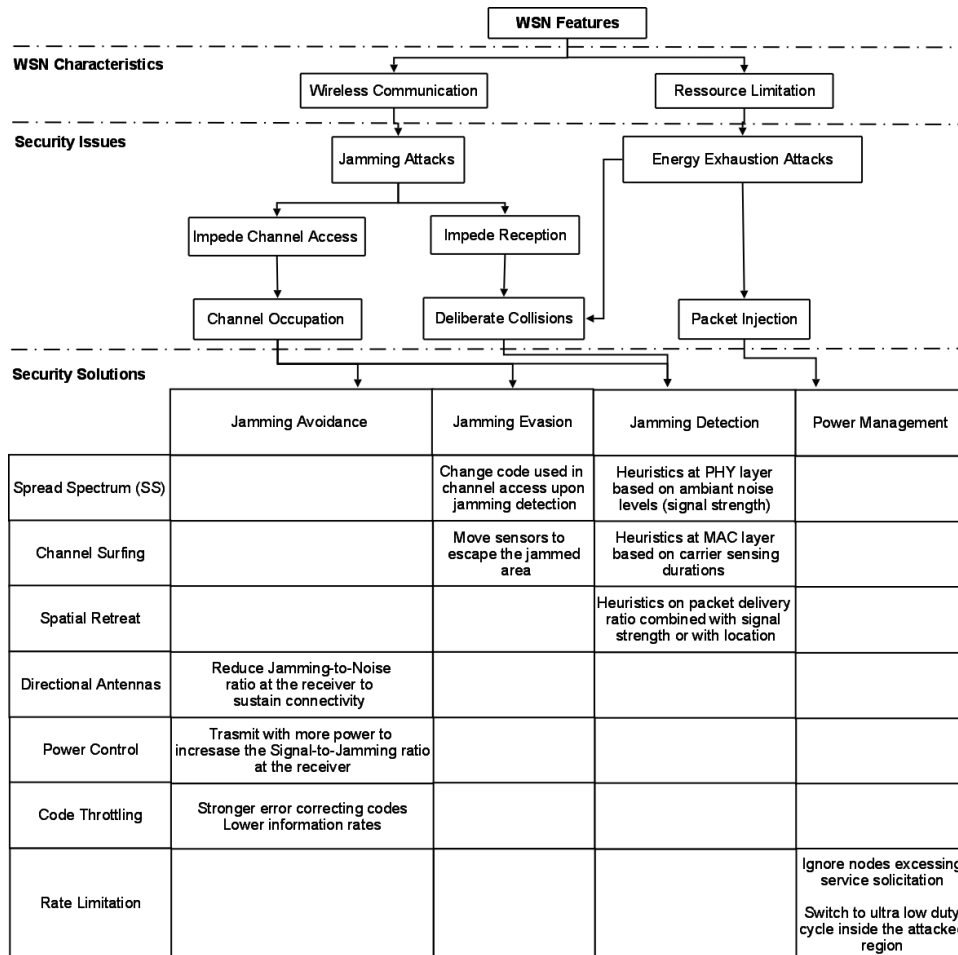 WSN Features
WSN Characteristics
Wireless Communication
Ressource Limitation
Security Issues
Jamming Attacks
Energy Exhaustion Attacks
Impede Channel Access
Impede Reception
Channel Occupation
Deliberate Collisions
Packet Injection
Security Solutions
Jamming Avoidance
Jamming Evasion
Jamming Detection
Power Management
Spread Spectrum (SS)
Change code used in
channel access upon
jamming detection
Heuristics at PHY layer
based on ambiant noise
levels (signal strength)
Channel Surfing
Move sensors to
escape the jammed
area
Heuristics at MAC layer
based on carrier sensing
durations
Spatial Retreat
Heuristics on packet delivery
ratio combined with signal
strength or with location
Directional Antennas
Reduce Jamming-to-Noise
ratio at the receiver to
sustain connectivity
Power Control
Trasmit with more power to
incresase the Signal-to-Jamming ratio
at the receiver
Code Throttling
Stronger error correcting codes
Lower information rates
Rate Limitation
Ignore nodes excessing
service solicitation
Switch to ultra low duty
cycle inside the attacked
region